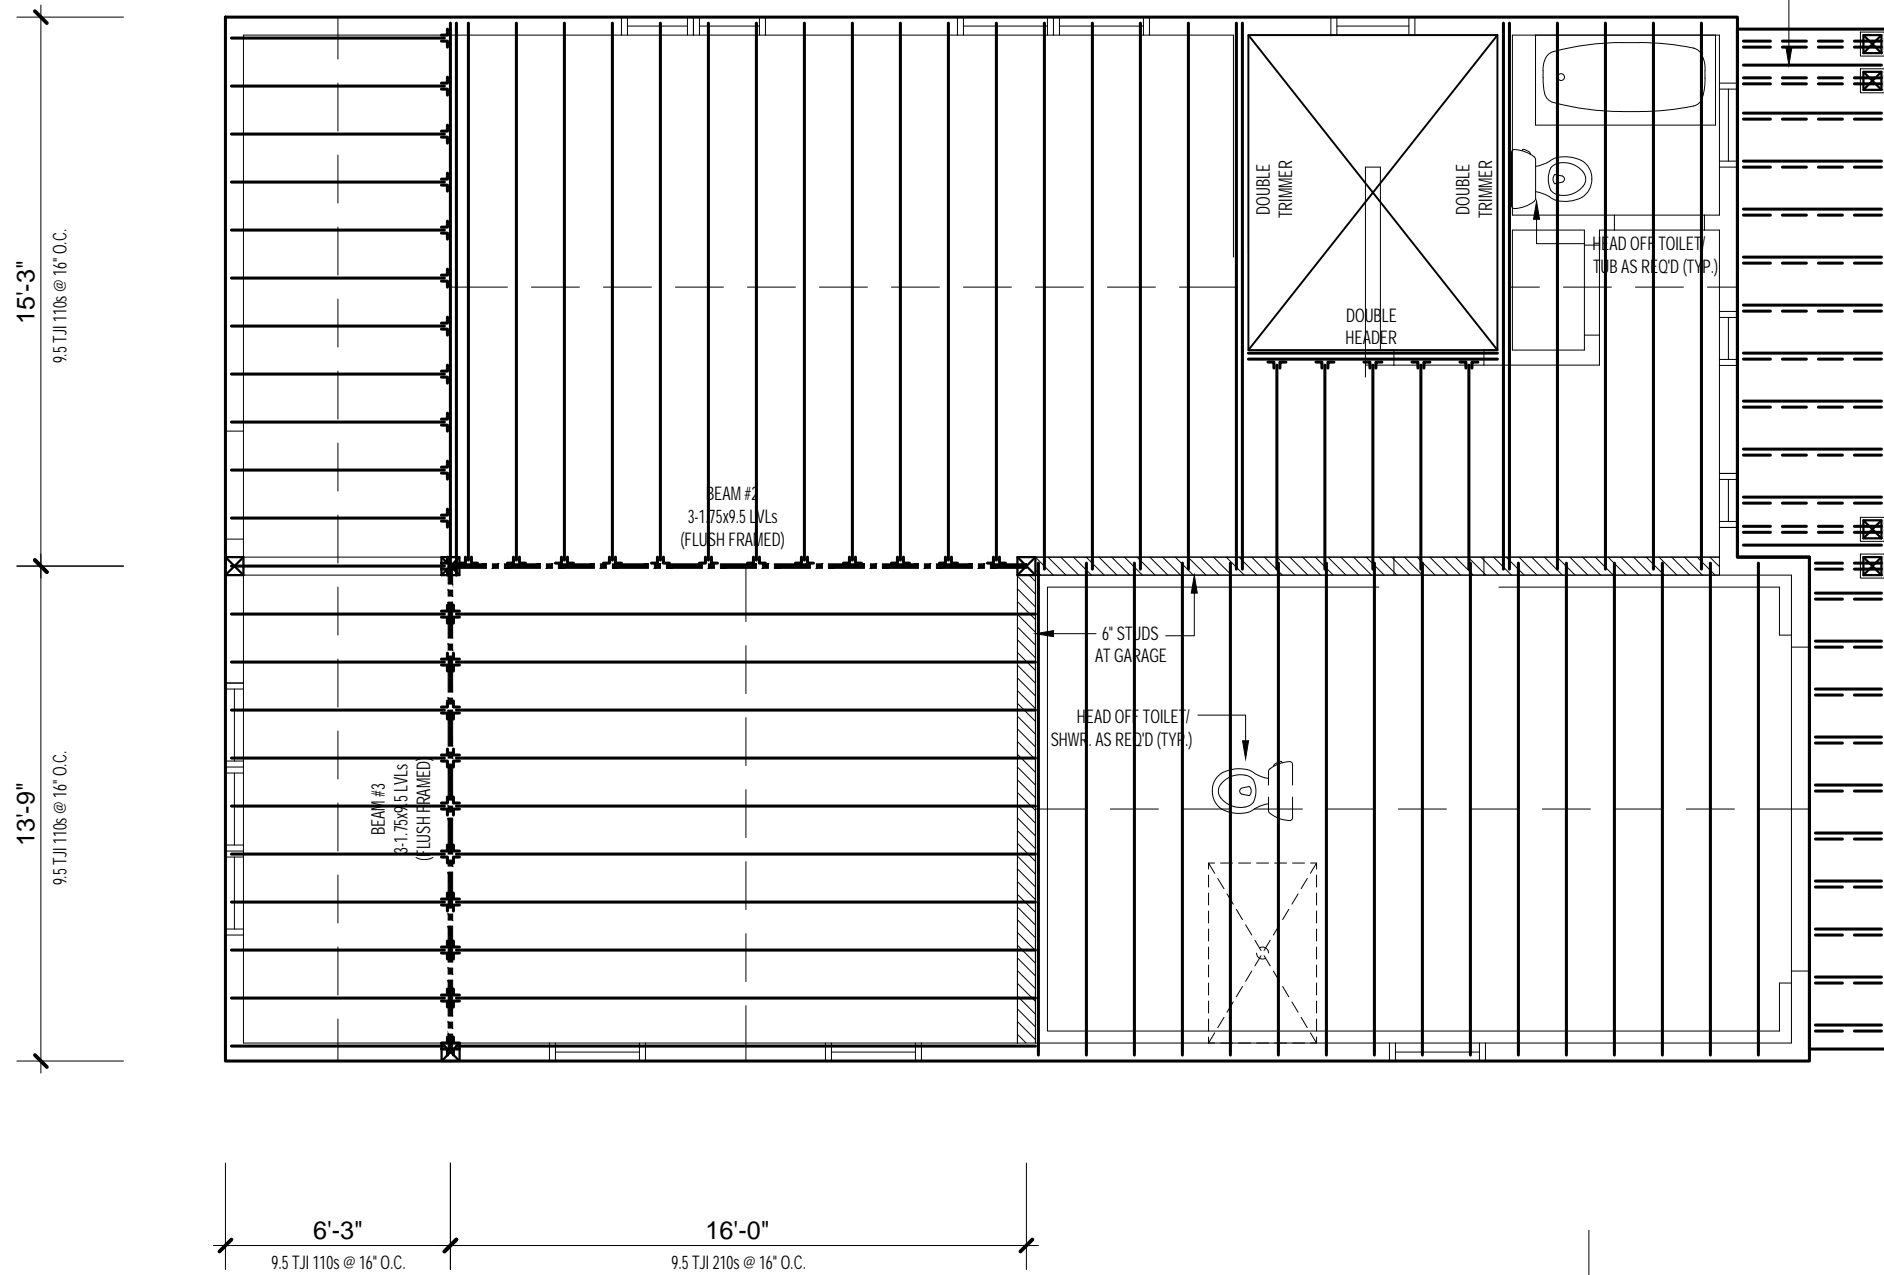 DOUBLE
TRIMMER
DOUBLE
TRIMMER
HEAD OFF TOILET/
TUB AS REQ'D (TYP.)
15'-3"
9.5 TJI 110s @ 16" O.C.
DOUBLE
HEADER
BEAM #2
3-1.75x9.5 LVLs
(FLUSH FRAMED)
6" STUDS
AT GARAGE
HEAD OFF TOILET/
SHWR. AS REQ'D (TYP.)
13'-9"
9.5 TJI 110s @ 16" O.C.
BEAM #3
3-1.75x9.5 LVLs
(FLUSH FRAMED)
6'-3"
9.5 TJI 110s @ 16" O.C.
16'-0"
9.5 TJI 210s @ 16" O.C.